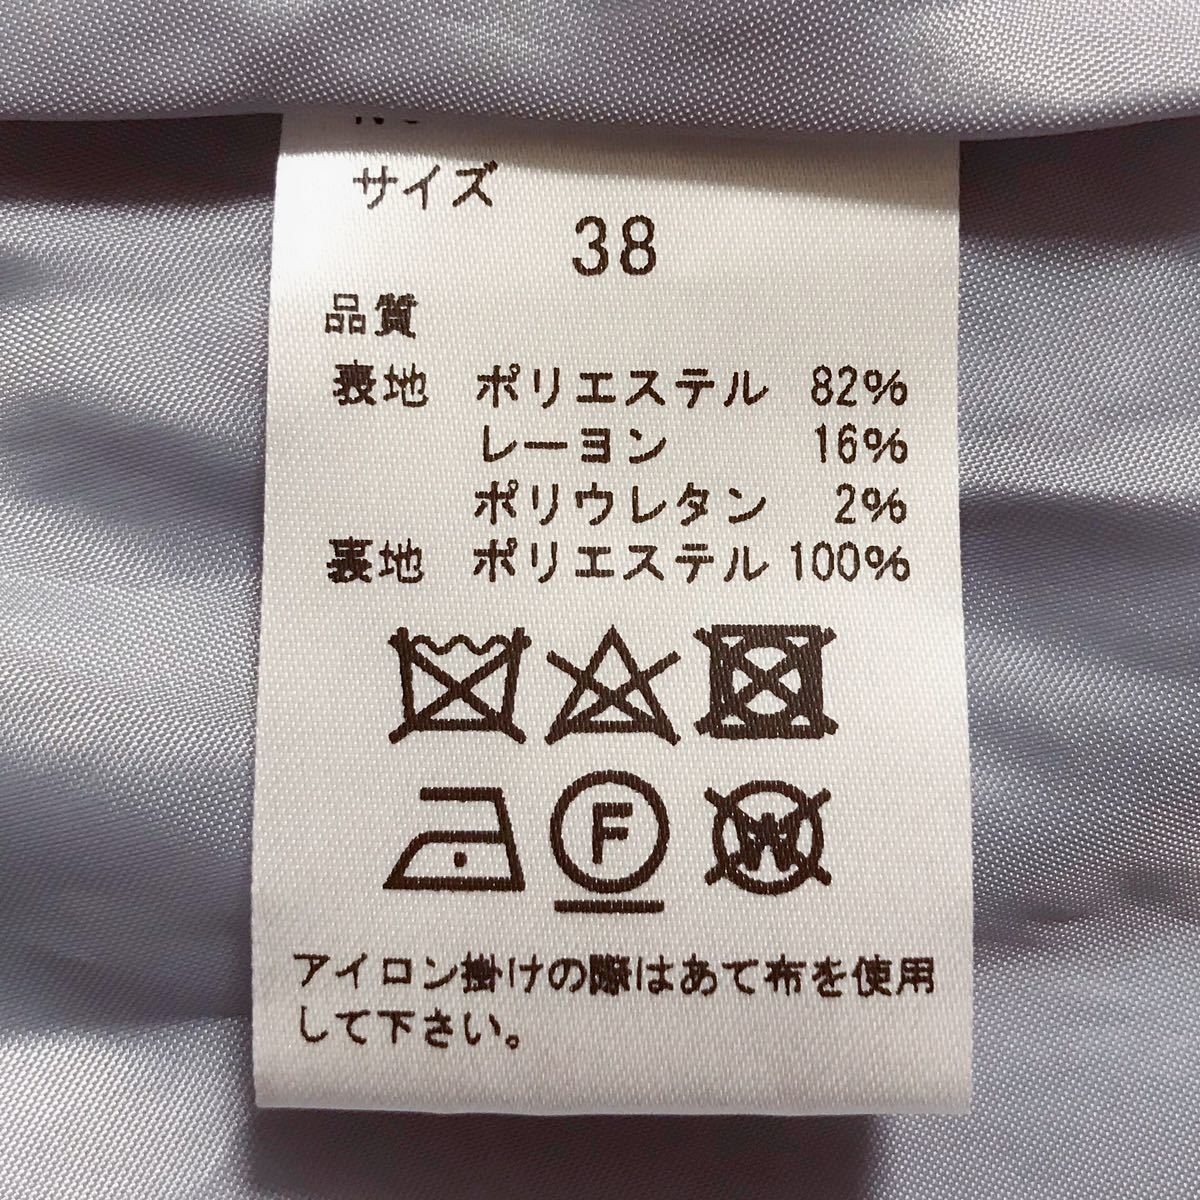 サイズ
38
品質
表地 ポリエステル 82%
レーヨン 16%
ポリウレタン 2%
裏地 ポリエステル 100%
F
W
アイロン掛けの際はあて布を使用
して下さい。